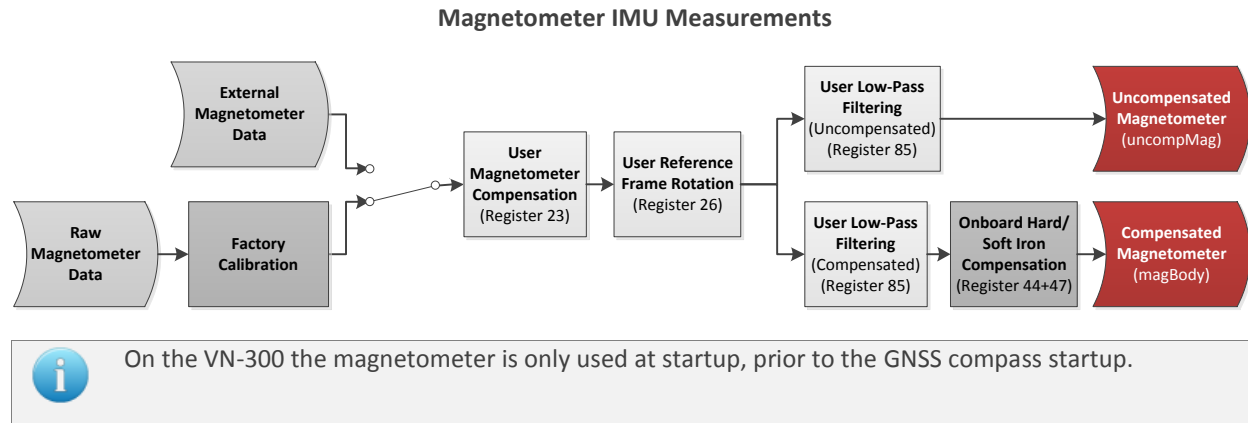 Magnetometer IMU Measurements
External
Magnetometer
Data
Raw
Magnetometer
Data
Factory
Calibration
User
Magnetometer
Compensation
(Register 23)
User Reference
Frame Rotation
(Register 26)
User Low-Pass
Filtering
(Uncompensated)
(Register 85)
Uncompensated
Magnetometer
(uncompMag)
User Low-Pass
Filtering
(Compensated)
(Register 85)
Onboard Hard/
Soft Iron
Compensation
(Register 44+47)
Compensated
Magnetometer
(magBody)
i
On the VN-300 the magnetometer is only used at startup, prior to the GNSS compass startup.